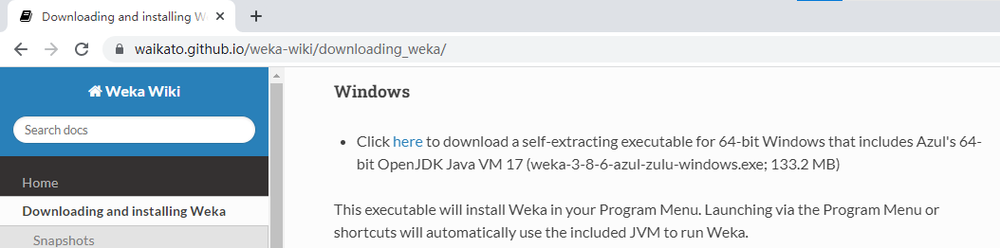 Downloading and installing W
waikato.github.io/weka-wiki/downloading_weka/
Weka Wiki
Search docs
Home
Downloading and installing Weka
Snapshots
Windows
Click here to download a self-extracting executable for 64-bit Windows that includes Azul's 64-
bit OpenJDK Java VM 17 (weka-3-8-6-azul-zulu-windows.exe; 133.2 MB)
This executable will install Weka in your Program Menu. Launching via the Program Menu or
shortcuts will automatically use the included JVM to run Weka.